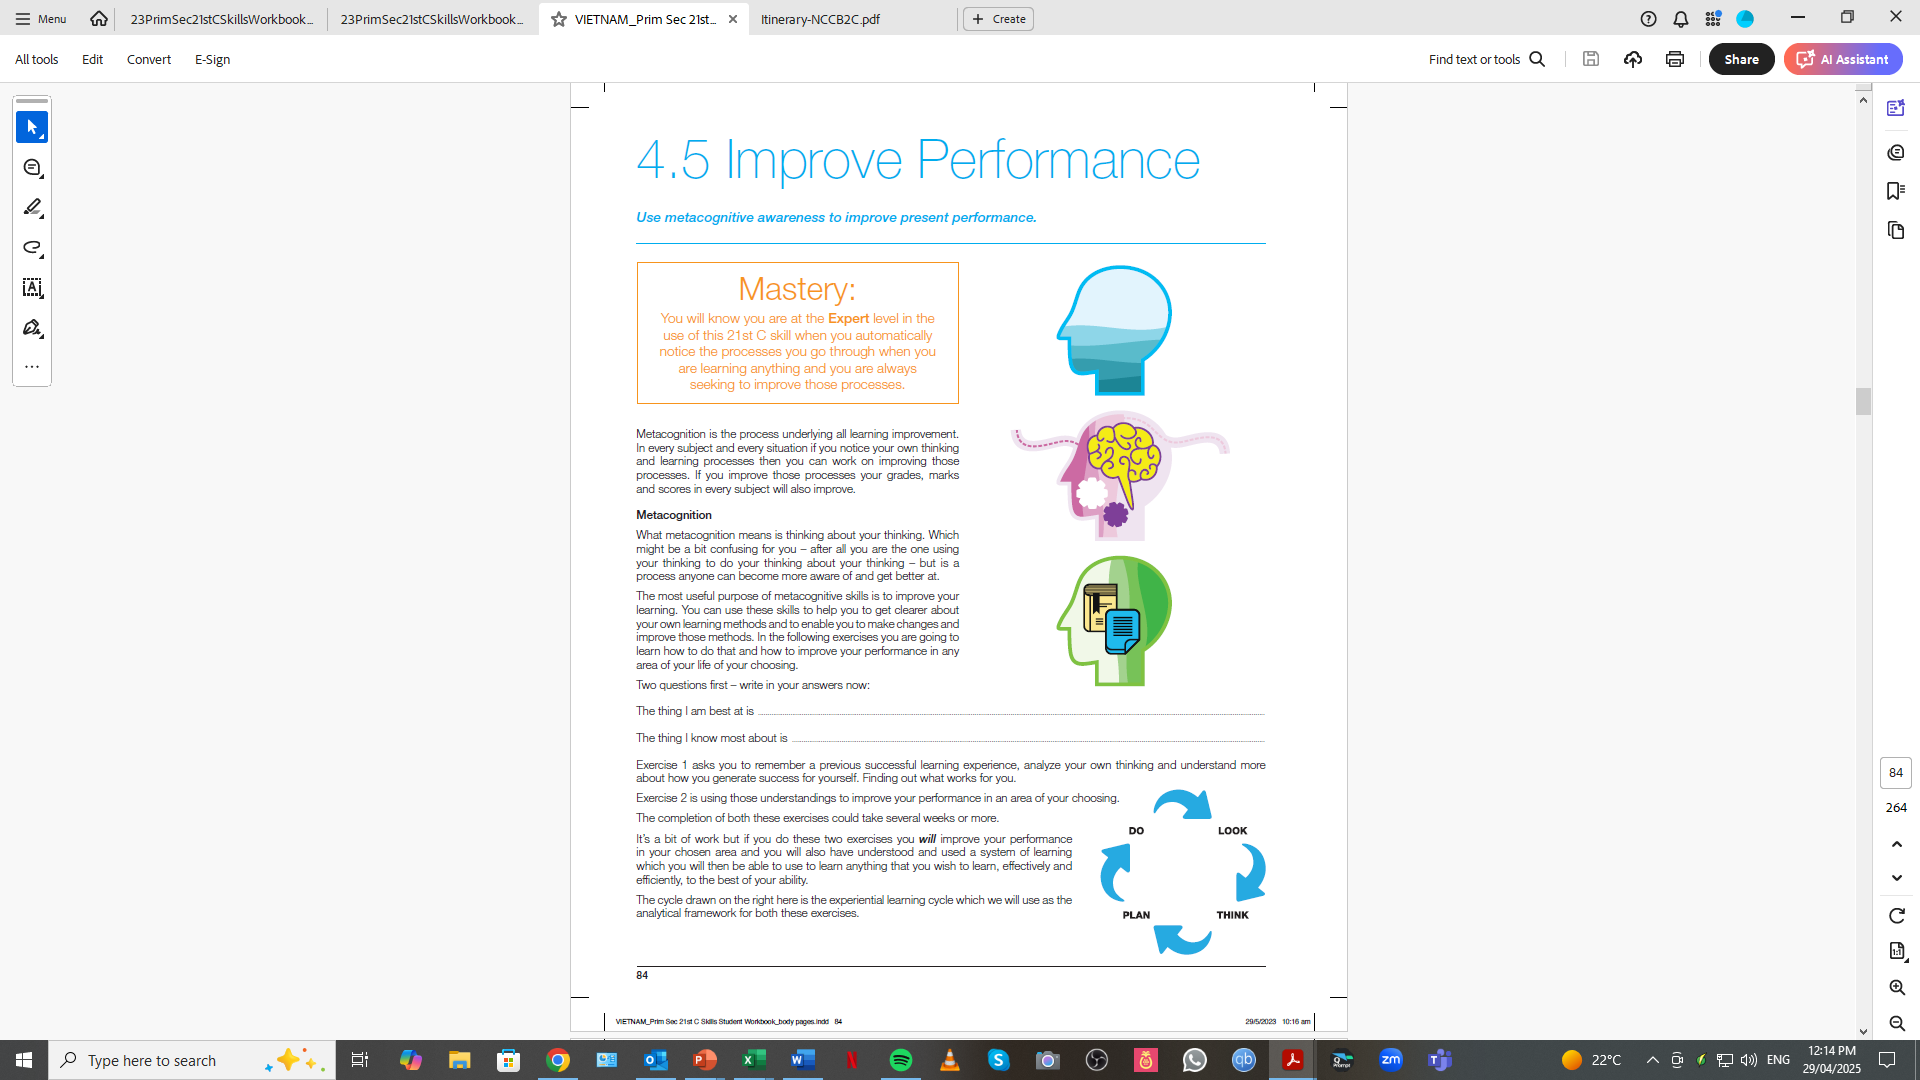 Menu
23PrimSec21stCSkillsWorkbook...
23PrimSec21stCSkillsWorkbook...
VIETNAM_Prim Sec 21st...
Itinerary-NCCB2C.pdf
Create
All tools
Edit
Convert
E-Sign
Find text or tools
Share
AI Assistant
4.5 Improve Performance
Use metacognitive awareness to improve present performance.
Mastery:
You will know you are at the Expert level in the
use of this 21st C skill when you automatically
notice the processes you go through when you
are learning anything and you are always
seeking to improve those processes.
Metacognition is the process underlying all learning improvement.
In every subject and every situation if you notice your own thinking
and learning processes then you can work on improving those
processes. If you improve those processes your grades, marks
and scores in every subject will also improve.
Metacognition
What metacognition means is thinking about your thinking. Which
might be a bit confusing for you – after all you are the one using
your thinking to do your thinking about your thinking – but is a
process anyone can become more aware of and get better at.
The most useful purpose of metacognitive skills is to improve your
learning. You can use these skills to help you to get clearer about
your own learning methods and to enable you to make changes and
improve those methods. In the following exercises you are going to
learn how to do that and how to improve your performance in any
area of your life of your choosing.
Two questions first – write in your answers now:
The thing I am best at is
The thing I know most about is
Exercise 1 asks you to remember a previous successful learning experience, analyze your own thinking and understand more
about how you generate success for yourself. Finding out what works for you.
Exercise 2 is using those understandings to improve your performance in an area of your choosing.
The completion of both these exercises could take several weeks or more.
It's a bit of work but if you do these two exercises you will improve your performance
in your chosen area and you will also have understood and used a system of learning
which you will then be able to use to learn anything that you wish to learn, effectively and
efficiently, to the best of your ability.
The cycle drawn on the right here is the experiential learning cycle which we will use as the
analytical framework for both these exercises.
DO
LOOK
PLAN
THINK
84
VIETNAM_Prim Sec 21st C Skills Student Workbook_body pages.indd 84
29/5/2023 10:16 am
84
264
Type here to search
22°C
ENG
12:14 PM
29/04/2025